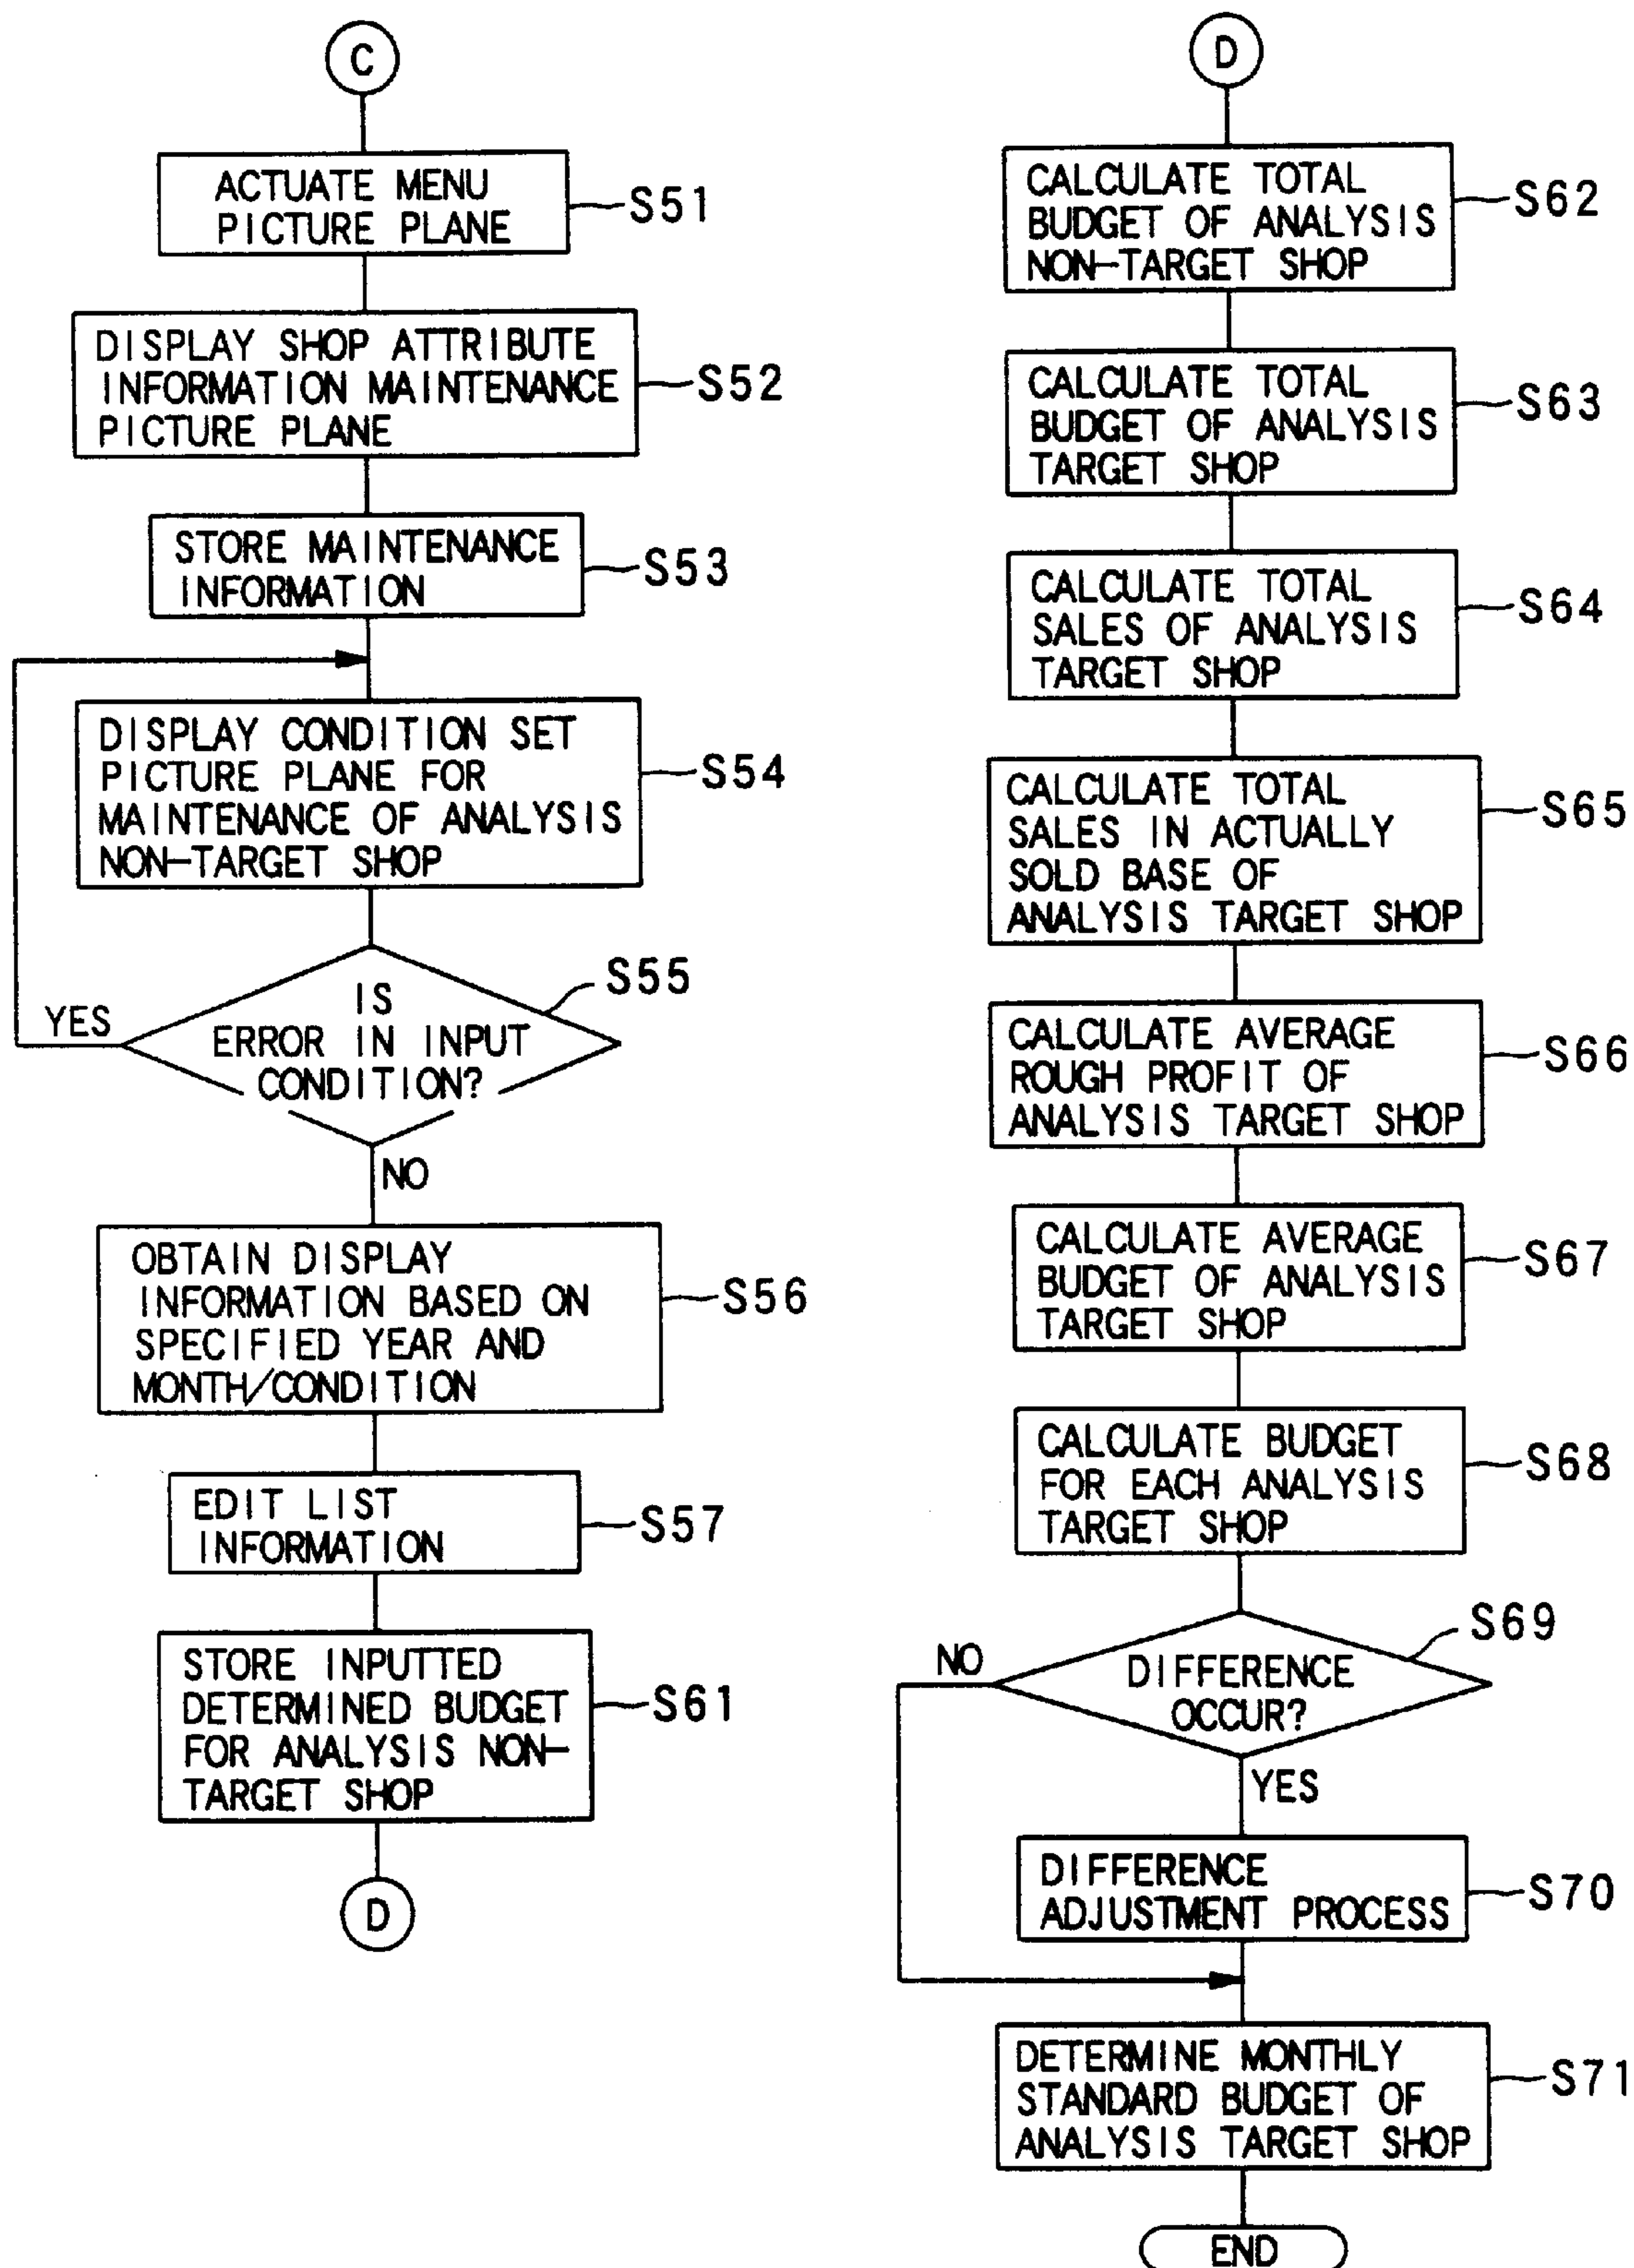 C
ACTUATE MENU
PICTURE PLANE
S51
DISPLAY SHOP ATTRIBUTE
INFORMATION MAINTENANCE
PICTURE PLANE
S52
STORE MAINTENANCE
INFORMATION
S53
DISPLAY CONDITION SET
PICTURE PLANE FOR
MAINTENANCE OF ANALYSIS
NON-TARGET SHOP
S54
S55
IS
ERROR IN INPUT
CONDITION?
YES
NO
OBTAIN DISPLAY
INFORMATION BASED ON
SPECIFIED YEAR AND
MONTH/CONDITION
S56
EDIT LIST
INFORMATION
S57
STORE INPUTTED
DETERMINED BUDGET
FOR ANALYSIS NON-
TARGET SHOP
S61
D
D
CALCULATE TOTAL
BUDGET OF ANALYSIS
NON-TARGET SHOP
S62
CALCULATE TOTAL
BUDGET OF ANALYSIS
TARGET SHOP
S63
CALCULATE TOTAL
SALES OF ANALYSIS
TARGET SHOP
S64
CALCULATE TOTAL
SALES IN ACTUALLY
SOLD BASE OF
ANALYSIS TARGET SHOP
S65
CALCULATE AVERAGE
ROUGH PROFIT OF
ANALYSIS TARGET SHOP
S66
CALCULATE AVERAGE
BUDGET OF ANALYSIS
TARGET SHOP
S67
CALCULATE BUDGET
FOR EACH ANALYSIS
TARGET SHOP
S68
S69
NO
DIFFERENCE
OCCUR?
YES
DIFFERENCE
ADJUSTMENT PROCESS
S70
DETERMINE MONTHLY
STANDARD BUDGET OF
ANALYSIS TARGET SHOP
S71
END